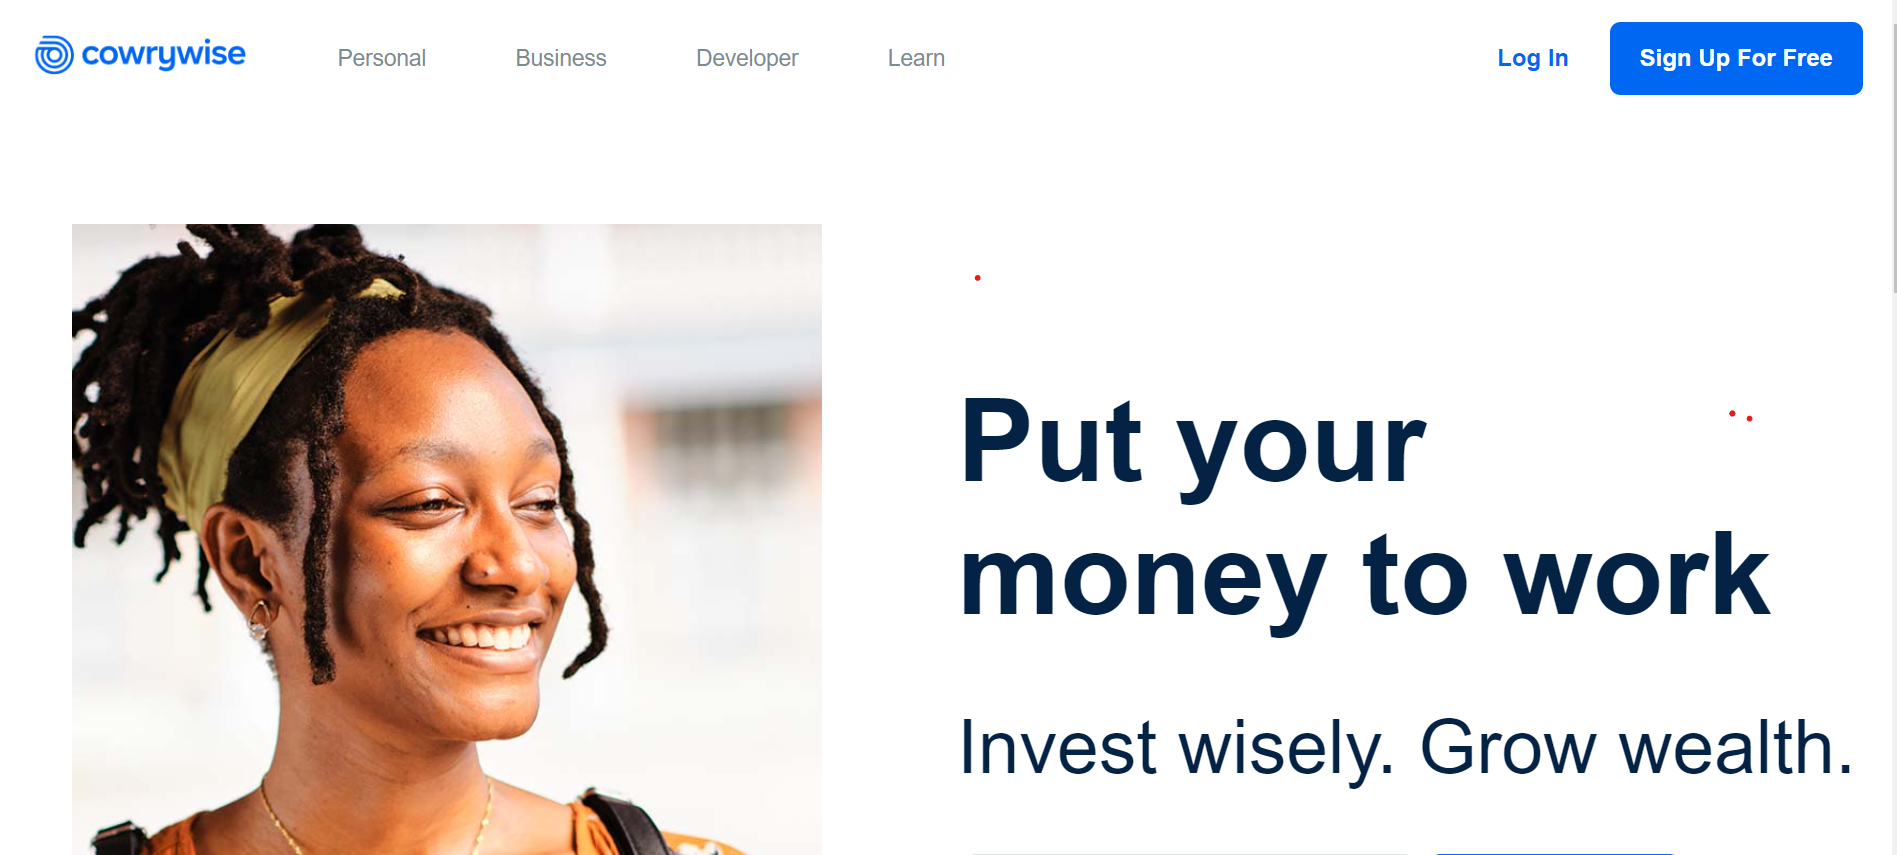 cowrywise
Personal
Business
Developer
Learn
Log In
Sign Up For Free
Put your
money to work
Invest wisely. Grow wealth.